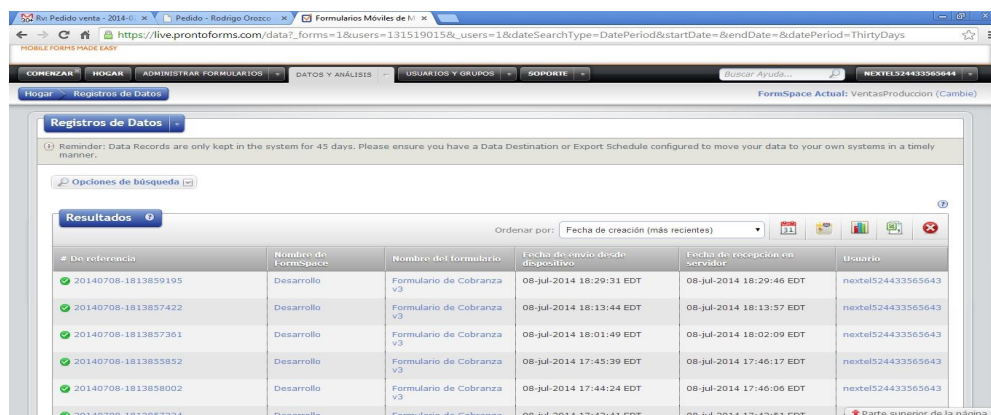 Rv: Pedido venta - 2014-0
Pedido - Rodrigo Orozco
Formularios Móviles de M
https://live.prontoforms.com/data?_forms=1&users=131519015&_users=1&dateSearchType=DatePeriod&startDate=&endDate=&datePeriod=ThirtyDays
MOBILE FORMS MADE EASY
COMENZAR HOGAR ADMINISTRAR FORMULARIOS DATOS Y ANÁLISIS USUARIOS Y GRUPOS SOPORTE Buscar Ayuda... NEXTEL524433565644
Hogar Registros de Datos FormSpace Actual: VentasProduccion (Cambie)
Registros de Datos
Reminder: Data Records are only kept in the system for 45 days. Please ensure you have a Data Destination or Export Schedule configured to move your data to your own systems in a timely
manner.
Opciones de búsqueda
Resultados
Ordenar por: Fecha de creación (más recientes) 31
# De referencia Nombre de FormSpace Nombre del formulario Fecha de envío desde dispositivo Fecha de recepción en servidor Usuario
20140708-1813859195 Desarrollo Formulario de Cobranza v3 08-jul-2014 18:29:31 EDT 08-jul-2014 18:29:46 EDT nextel524433565643
20140708-1813857422 Desarrollo Formulario de Cobranza v3 08-jul-2014 18:13:44 EDT 08-jul-2014 18:13:57 EDT nextel524433565643
20140708-1813857361 Desarrollo Formulario de Cobranza v3 08-jul-2014 18:01:49 EDT 08-jul-2014 18:02:09 EDT nextel524433565643
20140708-1813855852 Desarrollo Formulario de Cobranza v3 08-jul-2014 17:45:39 EDT 08-jul-2014 17:46:17 EDT nextel524433565643
20140708-1813858002 Desarrollo Formulario de Cobranza v3 08-jul-2014 17:44:24 EDT 08-jul-2014 17:46:06 EDT nextel524433565643
Desarrollo Formulario de Cobranza
Parte superior de la página